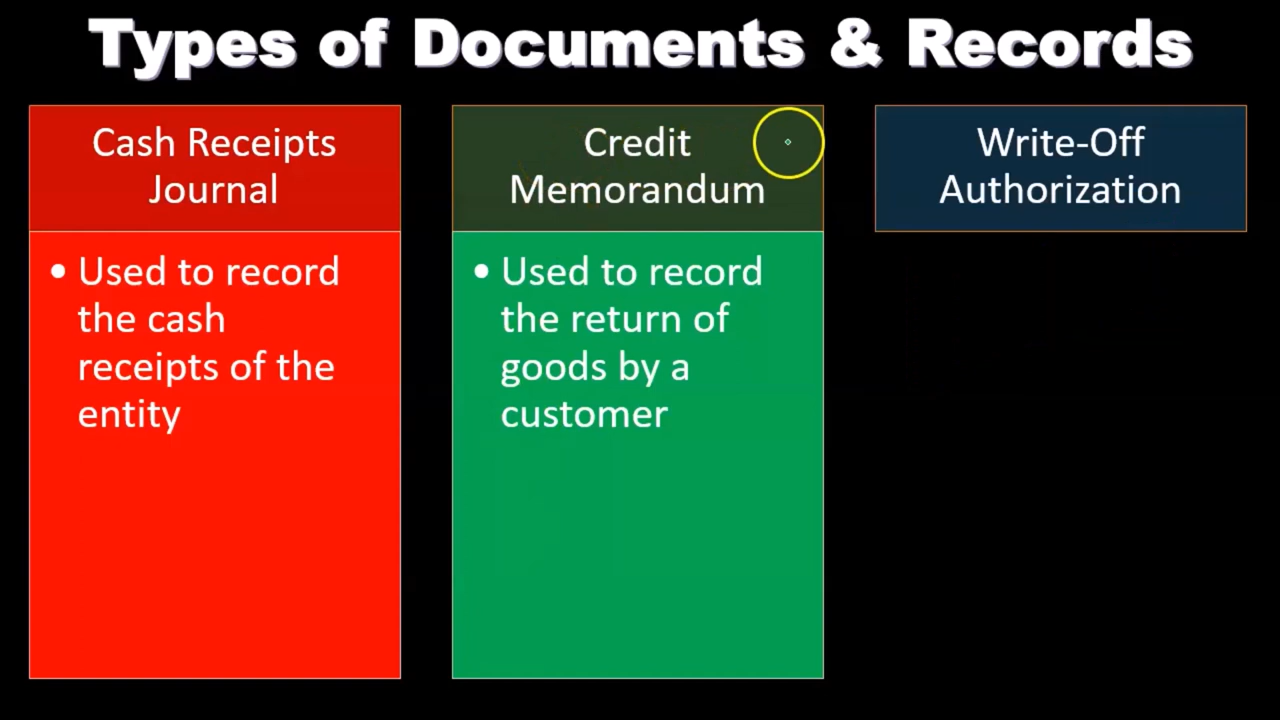 Types of Documents & Records
Cash Receipts
Journal
• Used to record
the cash
receipts of the
entity
Credit
Memorandum
• Used to record
the return of
goods by a
customer
Write-Off
Authorization